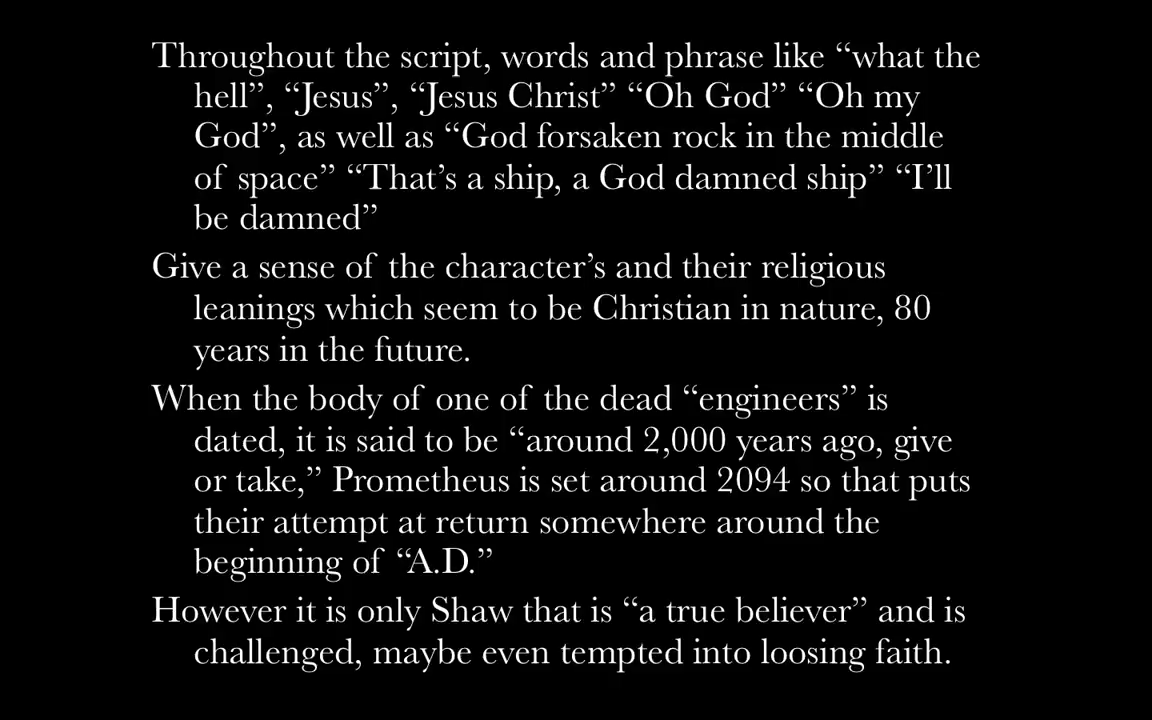 Throughout the script, words and phrase like “what the
hell”, “Jesus”, “Jesus Christ” “Oh God” “Oh my
God”, as well as “God forsaken rock in the middle
of space” “That’s a ship, a God damned ship” “I’ll
be damned”
Give a sense of the character’s and their religious
leanings which seem to be Christian in nature, 80
years in the future.
When the body of one of the dead “engineers” is
dated, it is said to be “around 2,000 years ago, give
or take,” Prometheus is set around 2094 so that puts
their attempt at return somewhere around the
beginning of “A.D.”
However it is only Shaw that is “a true believer” and is
challenged, maybe even tempted into loosing faith.